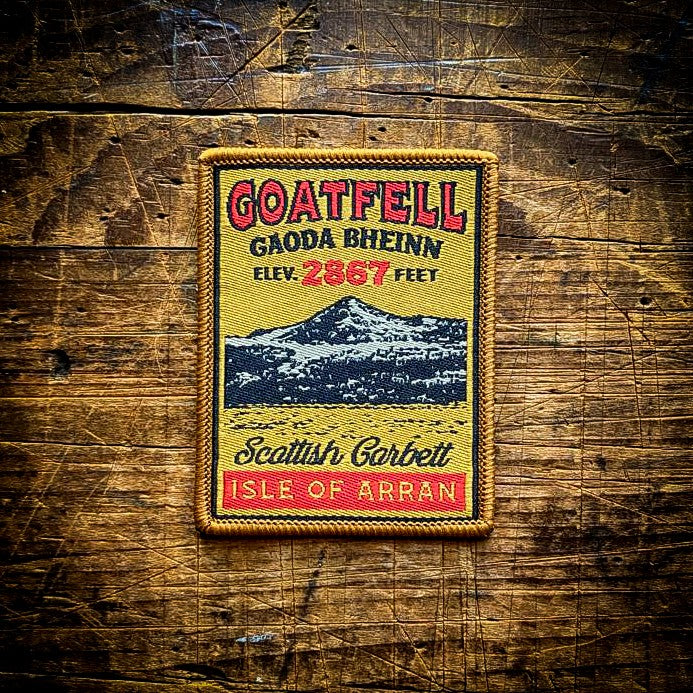 GOATFELL
GAODA BHEINN
ELEV. 2867 FEET
Scottish Corbett
ISLE OF ARRAN